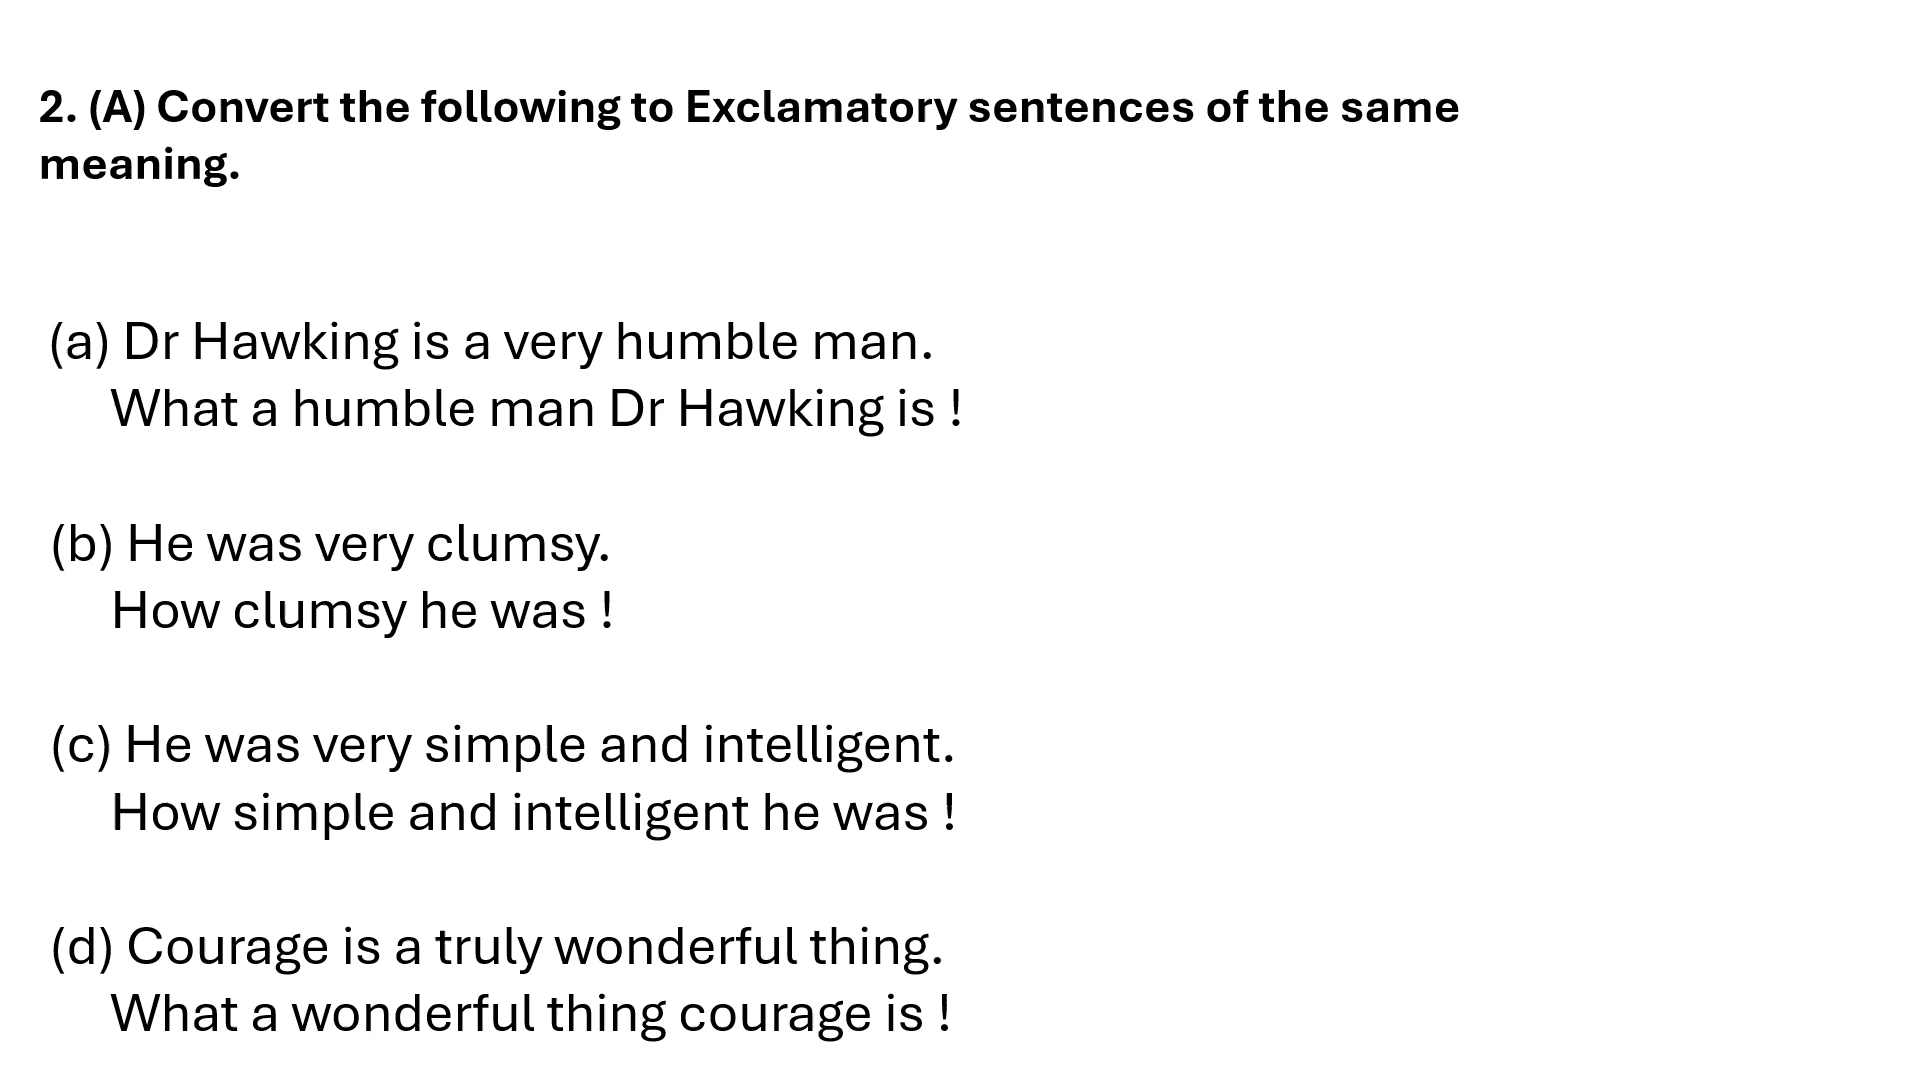 2. (A) Convert the following to Exclamatory sentences of the same
meaning.
(a) Dr Hawking is a very humble man.
What a humble man Dr Hawking is !
(b) He was very clumsy.
How clumsy he was !
(c) He was very simple and intelligent.
How simple and intelligent he was !
(d) Courage is a truly wonderful thing.
What a wonderful thing courage is !